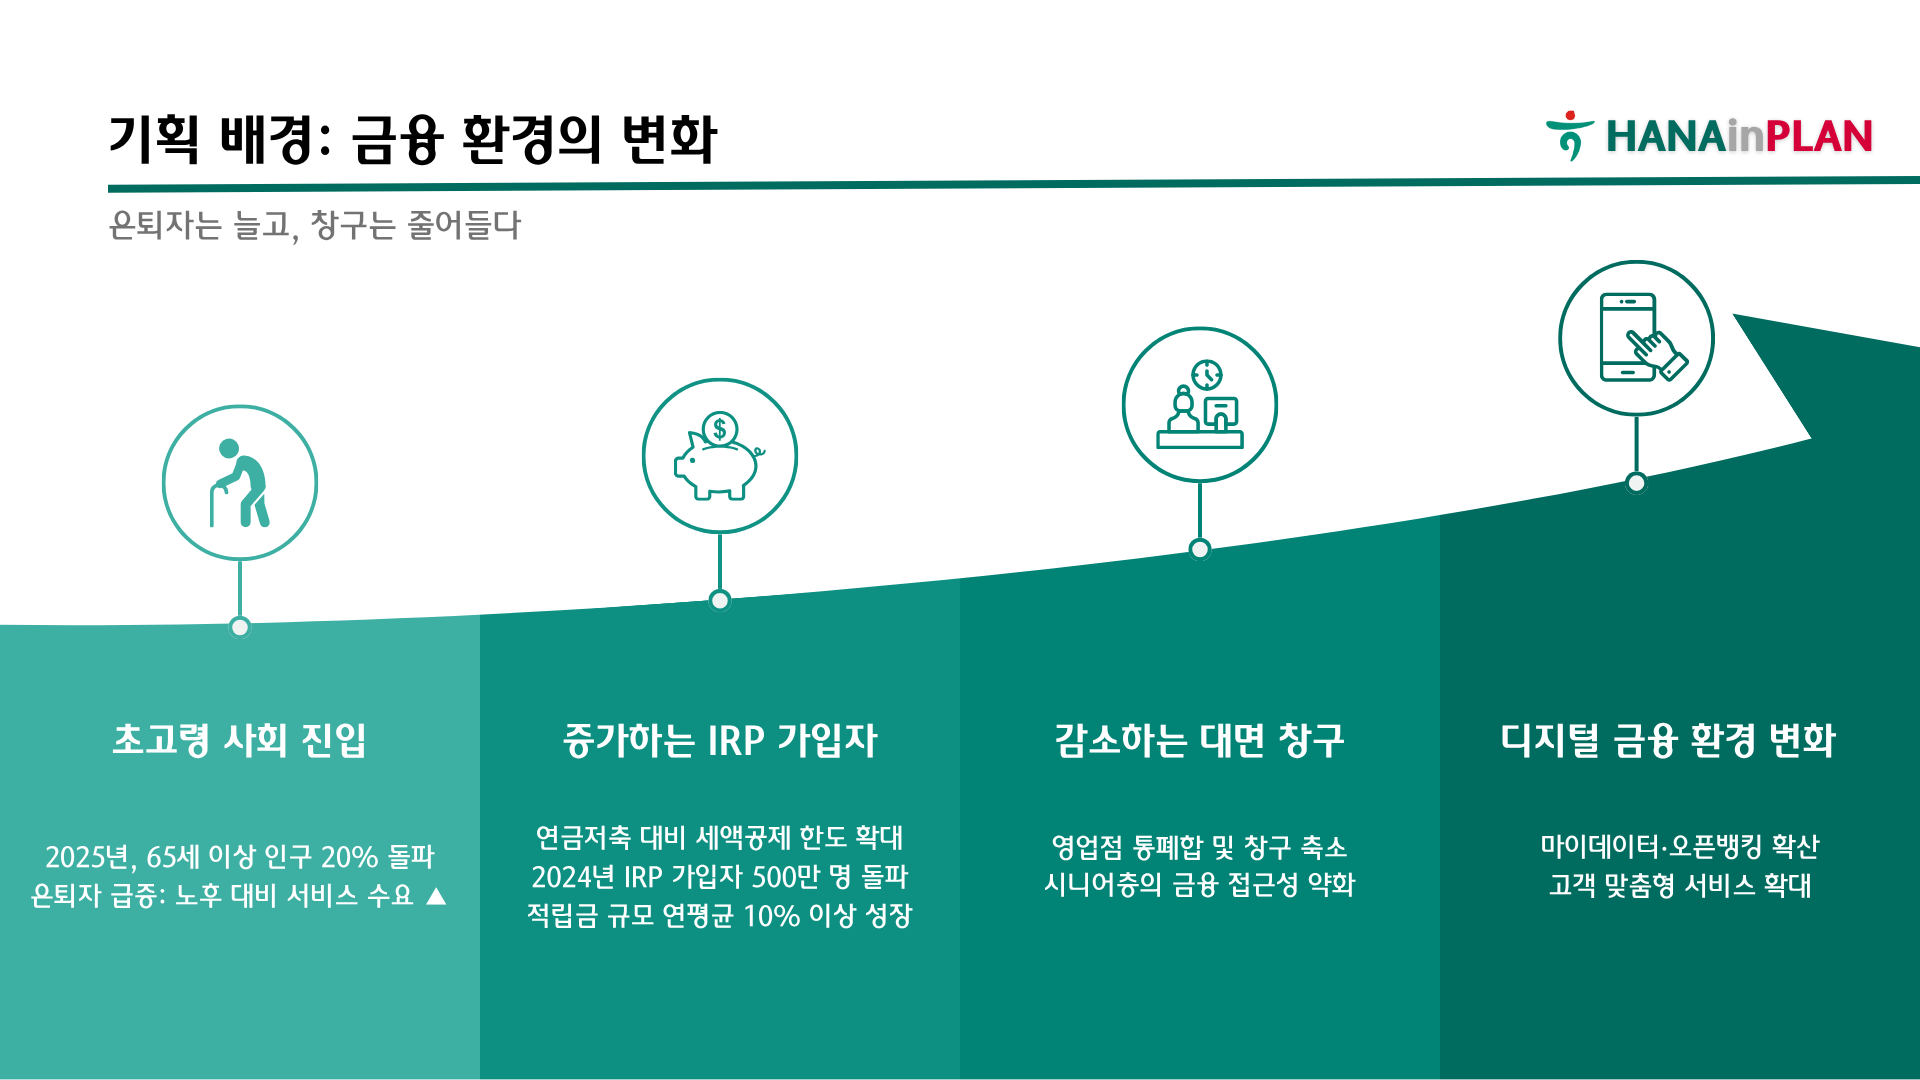 기획 배경: 금융 환경의 변화
HANAinPLAN
은퇴자는 늘고, 창구는 줄어들다
$
초고령 사회 진입
2025년, 65세 이상 인구 20% 돌파
은퇴자 급증: 노후 대비 서비스 수요 ▲
증가하는 IRP 가입자
연금저축 대비 세액공제 한도 확대
2024년 IRP 가입자 500만 명 돌파
적립금 규모 연평균 10% 이상 성장
감소하는 대면 창구
영업점 통폐합 및 창구 축소
시니어층의 금융 접근성 약화
디지털 금융 환경 변화
마이데이터·오픈뱅킹 확산
고객 맞춤형 서비스 확대